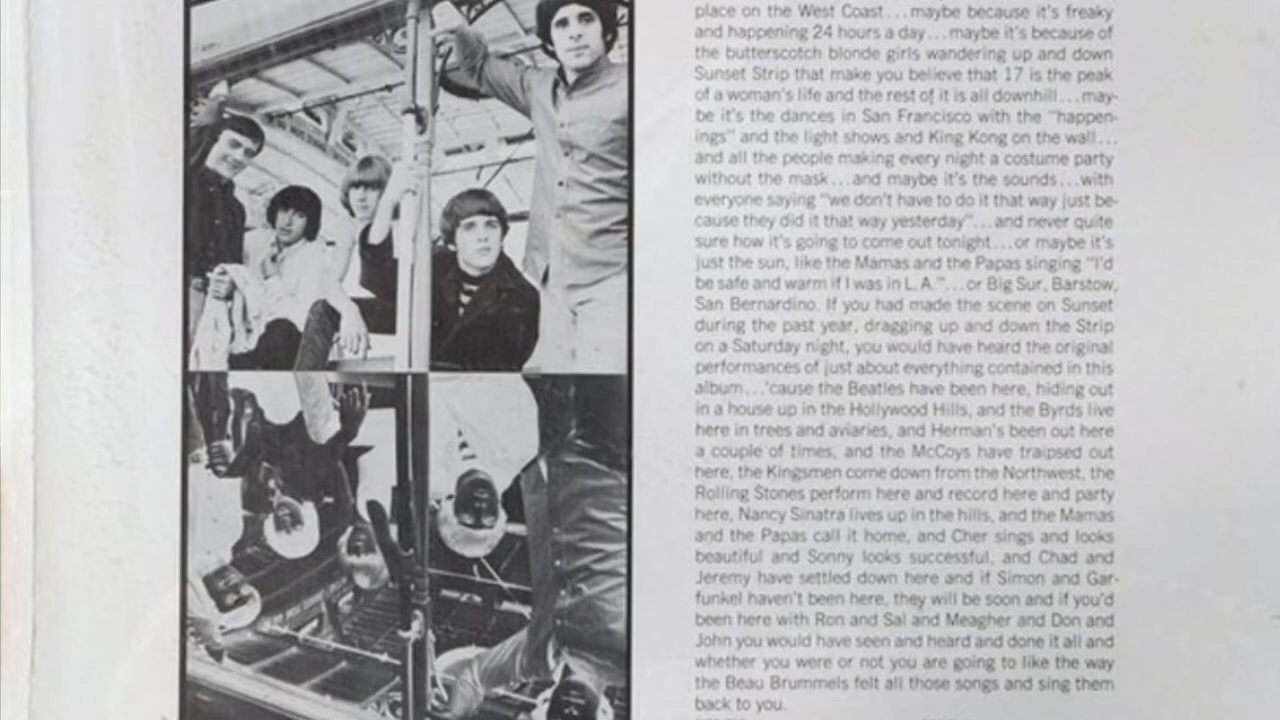 place on the West Coast...maybe because it's freaky
and happening 24 hours a day...maybe it's because of
the butterscotch blonde girls wandering up and down
Sunset Strip that make you believe that 17 is the peak
of a woman's life and the rest of it is all downhill...may-
be it's the dances in San Francisco with the "happen-
ings" and the light shows and King Kong on the wall...
and all the people making every night a costume party
without the mask...and maybe it's the sounds...with
everyone saying "we don't have to do it that way just be-
cause they did it that way yesterday"...and never quite
sure how it's going to come out tonight...or maybe it's
just the sun, like the Mamas and the Papas singing "I'd
be safe and warm if I was in L.A."...or Big Sur, Barstow,
San Bernardino. If you had made the scene on Sunset
during the past year, dragging up and down the Strip
on a Saturday night, you would have heard the original
performances of just about everything contained in this
album...'cause the Beatles have been here, hiding out
in a house up in the Hollywood Hills, and the Byrds live
here in trees and aviaries, and Herman's been out here
a couple of times, and the McCoys have traipsed out
here, the Kingsmen come down from the Northwest, the
Rolling Stones perform here and record here and party
here, Nancy Sinatra lives up in the hills, and the Mamas
and the Papas call it home, and Cher sings and looks
beautiful and Sonny looks successful, and Chad and
Jeremy have settled down here and if Simon and Gar-
funkel haven't been here, they will be soon and if you'd
been here with Ron and Sal and Meagher and Don and
John you would have seen and heard and done it all and
whether you were or not you are going to like the way
the Beau Brummels felt all those songs and sing them
back to you.